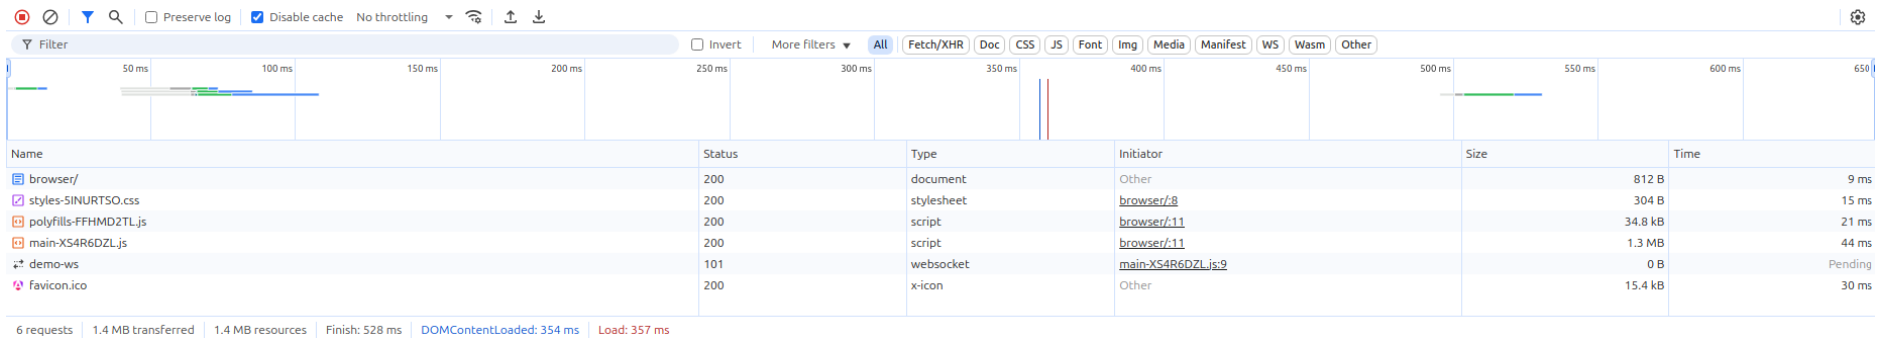 Preserve log Disable cache No throttling
Filter Invert More filters All Fetch/XHR Doc CSS JS Font Img Media Manifest WS Wasm Other
50 ms 100 ms 150 ms 200 ms 250 ms 300 ms 350 ms 400 ms 450 ms 500 ms 550 ms 600 ms 650
Name Status Type Initiator Size Time
browser/ 200 document Other 812 B 9 ms
styles-5INURTSO.css 200 stylesheet browser/:8 304 B 15 ms
polyfills-FFHMD2TL.js 200 script browser/:11 34.8 kB 21 ms
main-XS4R6DZL.js 200 script browser/:11 1.3 MB 44 ms
demo-ws 101 websocket main-XS4R6DZL.js:9 0 B Pending
favicon.ico 200 x-icon Other 15.4 kB 30 ms
6 requests 1.4 MB transferred 1.4 MB resources Finish: 528 ms DOMContentLoaded: 354 ms Load: 357 ms